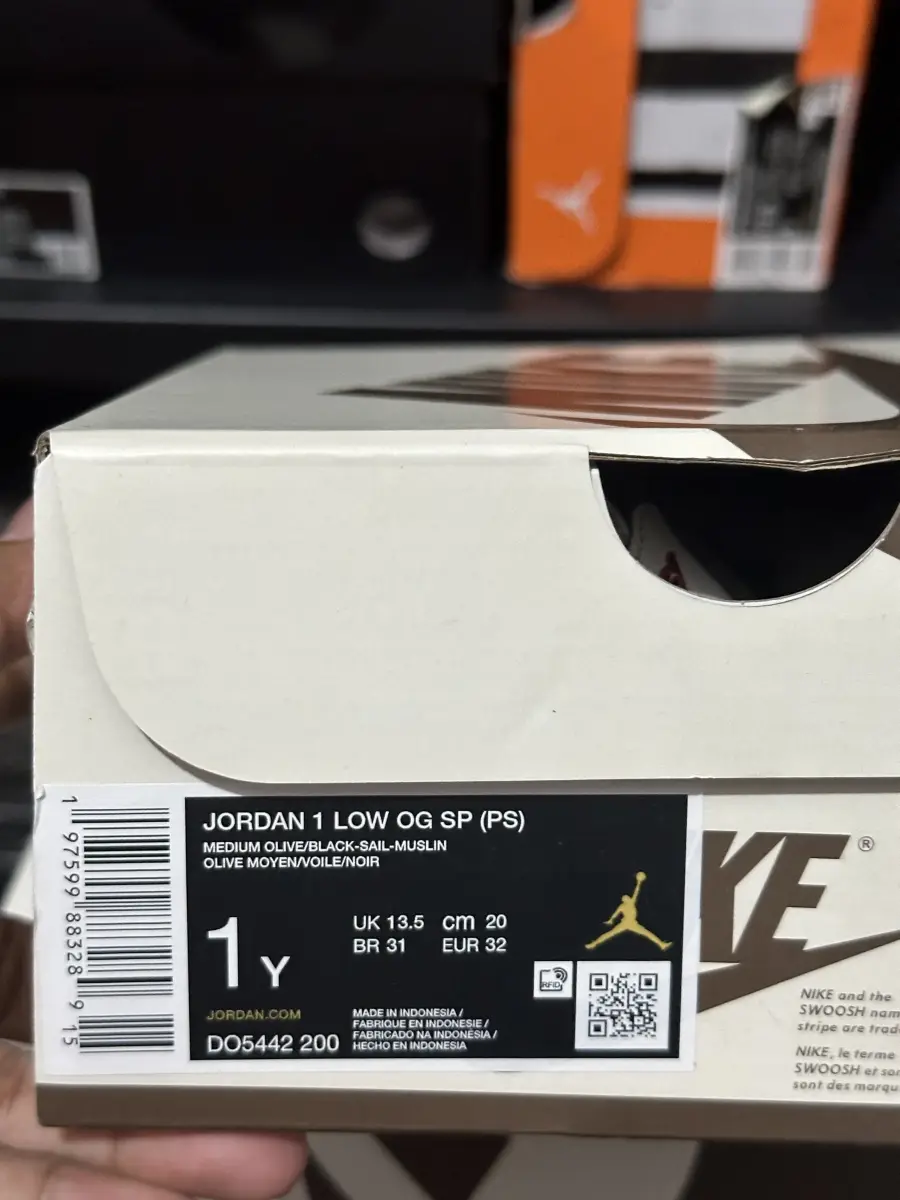 JORDAN 1 LOW OG SP (PS)
MEDIUM OLIVE/BLACK-SAIL-MUSLIN
OLIVE MOYEN/VOILE/NOIR
1 Y
UK 13.5 cm 20
BR 31 EUR 32
RFID
JORDAN.COM
DO5442 200
MADE IN INDONESIA /
FABRIQUE EN INDONESIE /
FABRICADO NA INDONÉSIA /
HECHO EN INDONESIA
1 97599 88328 9 15
KE ®
NIKE and the
SWOOSH nam
stripe are trad
NIKE, le terme
SWOOSH et so
sont des marqu